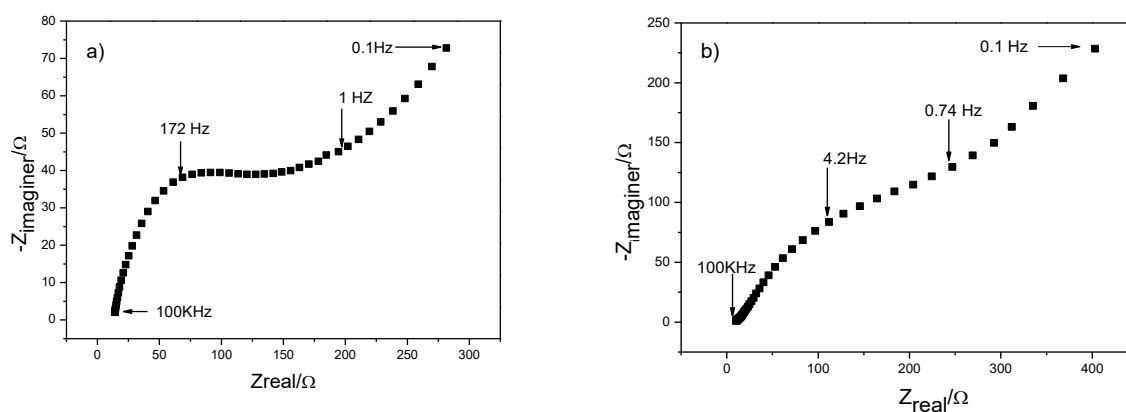 a)
80
70
60
50
40
30
20
10
0
-Zimaginer/Ω
0.1Hz
1 HZ
172 Hz
100KHz
0 50 100 150 200 250 300
Zreal/Ω
b)
250
200
150
100
50
0
-Zimaginer/Ω
0.1 Hz
0.74 Hz
4.2Hz
100KHz
0 100 200 300 400
Zreal/Ω